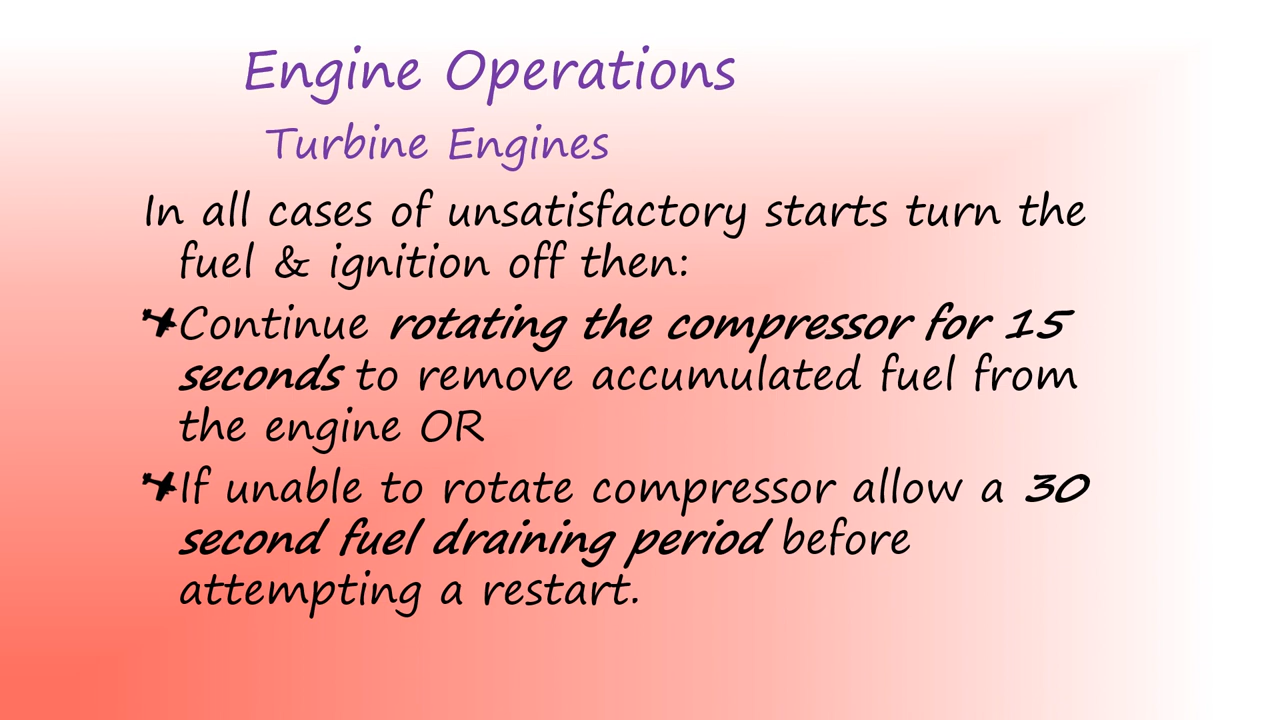 Engine Operations
Turbine Engines
In all cases of unsatisfactory starts turn the
fuel & ignition off then:
Continue rotating the compressor for 15
seconds to remove accumulated fuel from
the engine OR
If unable to rotate compressor allow a 30
second fuel draining period before
attempting a restart.